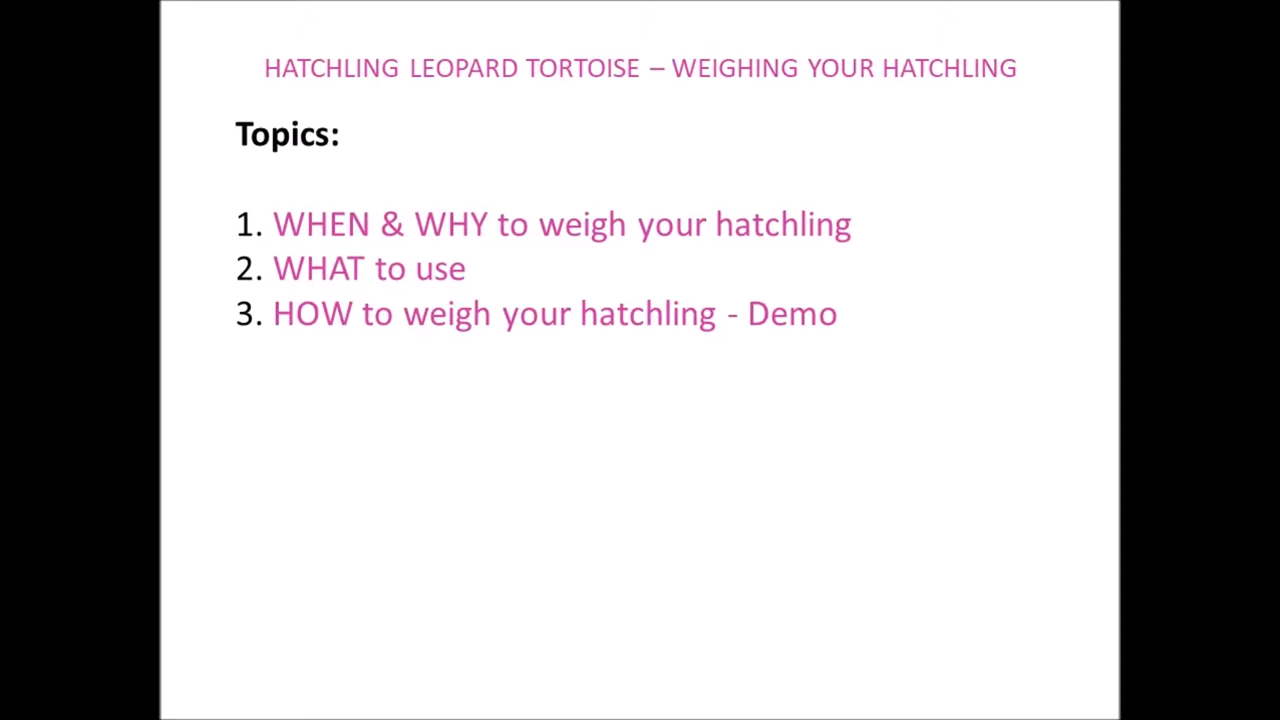 HATCHLING LEOPARD TORTOISE – WEIGHING YOUR HATCHLING
Topics:
1. WHEN & WHY to weigh your hatchling
2. WHAT to use
3. HOW to weigh your hatchling - Demo